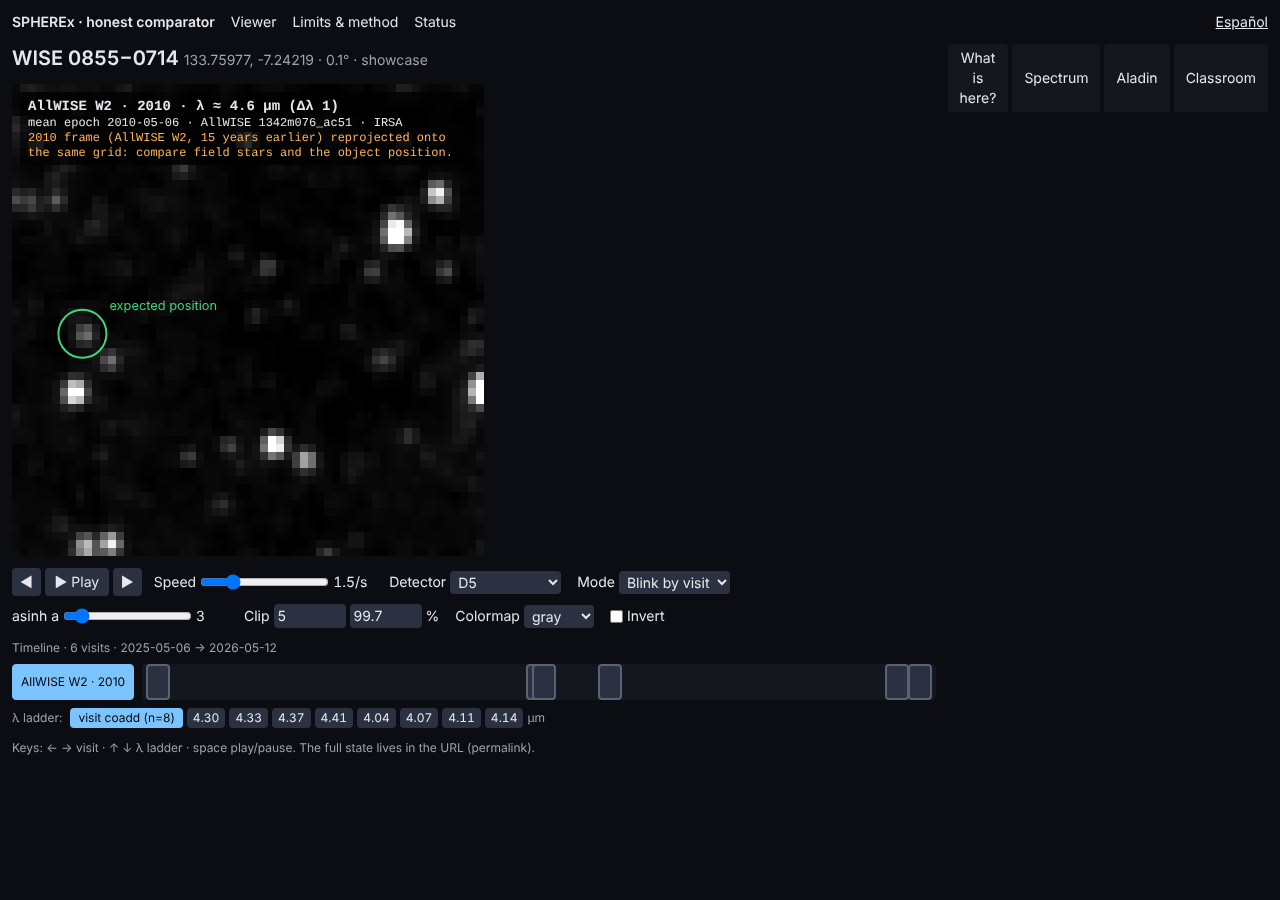 SPHEREx · honest comparator Viewer Limits & method Status Español
WISE 0855−0714 133.75977, -7.24219 · 0.1° · showcase
What is here? Spectrum Aladin Classroom
AllWISE W2 · 2010 · λ ≈ 4.6 µm (Δλ 1)
mean epoch 2010-05-06 · AllWISE 1342m076_ac51 · IRSA
2010 frame (AllWISE W2, 15 years earlier) reprojected onto
the same grid: compare field stars and the object position.
expected position
◀ ▶ Play ▶ Speed 1.5/s Detector D5 Mode Blink by visit
asinh a 3 Clip 5 99.7 % Colormap gray Invert
Timeline · 6 visits · 2025-05-06 → 2026-05-12
AllWISE W2 · 2010
λ ladder: visit coadd (n=8) 4.30 4.33 4.37 4.41 4.04 4.07 4.11 4.14 µm
Keys: ← → visit · ↑ ↓ λ ladder · space play/pause. The full state lives in the URL (permalink).